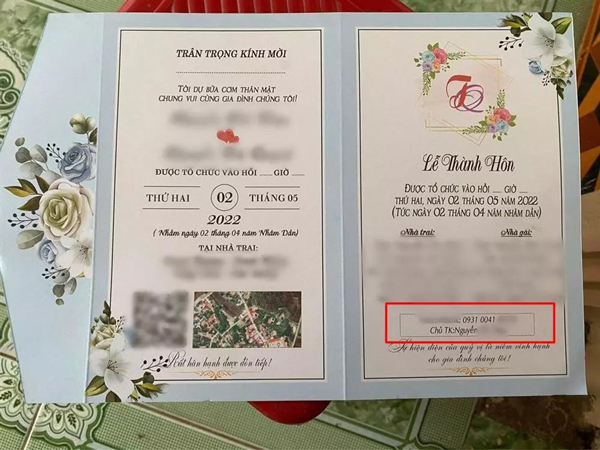 TRÂN TRỌNG KÍNH MỜI
TỚI DỰ BỮA CƠM THÂN MẬT
CHUNG VUI CÙNG GIA ĐÌNH CHÚNG TÔI!
ĐƯỢC TỔ CHỨC VÀO HỒI ___ GIỜ ___
THỨ HAI 02 THÁNG 05
2022
( Nhằm ngày 02 tháng 04 năm Nhâm Dần )
TẠI NHÀ TRAI:
Rất hân hạnh được đón tiếp!
TQ
Lễ Thành Hôn
ĐƯỢC TỔ CHỨC VÀO HỒI ___ GIỜ ___
THỨ HAI, NGÀY 02 THÁNG 05 NĂM 2022
(TỨC NGÀY 02 THÁNG 04 NĂM NHÂM DẦN)
Nhà trai: Nhà gái:
: 0931 0041
Chủ TK:Nguyễn
Sự hiện diện của quý vị là niềm vinh hạnh
cho gia đình chúng tôi!